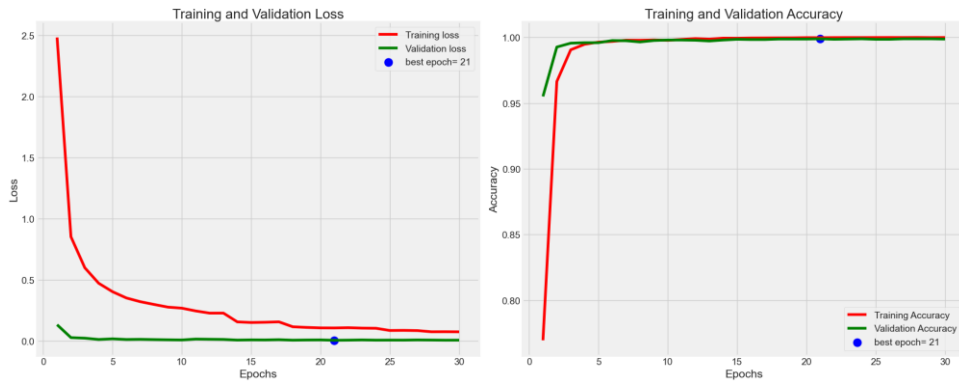 Training and Validation Loss
2.5
2.0
1.5
1.0
0.5
0.0
Loss
0 5 10 15 20 25 30
Epochs
Training loss
Validation loss
best epoch= 21
Training and Validation Accuracy
1.00
0.95
0.90
0.85
0.80
Accuracy
0 5 10 15 20 25 30
Epochs
Training Accuracy
Validation Accuracy
best epoch= 21